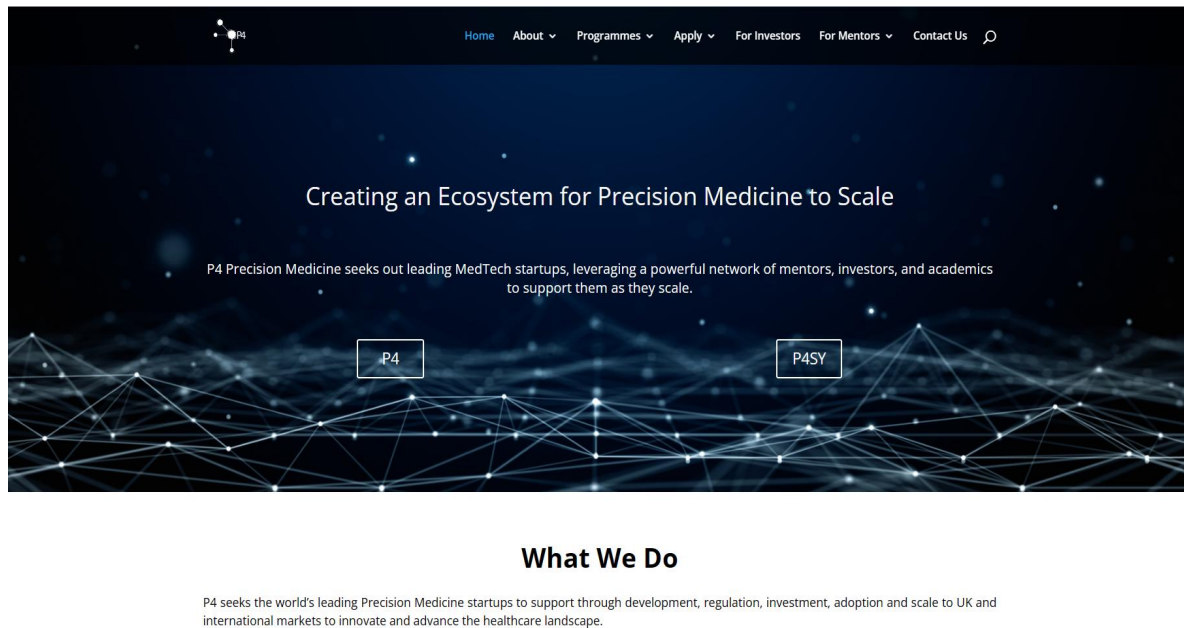 P4
Home About Programmes Apply For Investors For Mentors Contact Us
Creating an Ecosystem for Precision Medicine to Scale
P4 Precision Medicine seeks out leading MedTech startups, leveraging a powerful network of mentors, investors, and academics
to support them as they scale.
P4 P4SY
What We Do
P4 seeks the world’s leading Precision Medicine startups to support through development, regulation, investment, adoption and scale to UK and
international markets to innovate and advance the healthcare landscape.